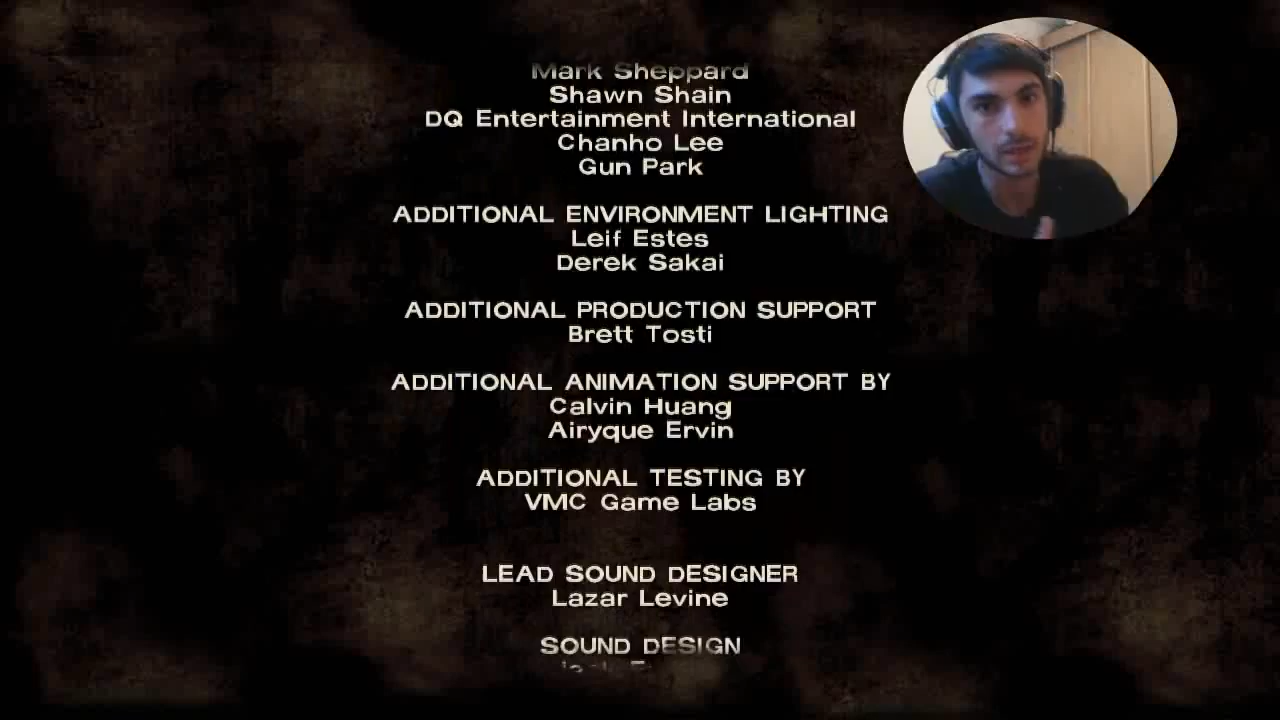 Mark Sheppard
Shawn Shain
DQ Entertainment International
Chanho Lee
Gun Park
ADDITIONAL ENVIRONMENT LIGHTING
Leif Estes
Derek Sakai
ADDITIONAL PRODUCTION SUPPORT
Brett Tosti
ADDITIONAL ANIMATION SUPPORT BY
Calvin Huang
Airyque Ervin
ADDITIONAL TESTING BY
VMC Game Labs
LEAD SOUND DESIGNER
Lazar Levine
SOUND DESIGN